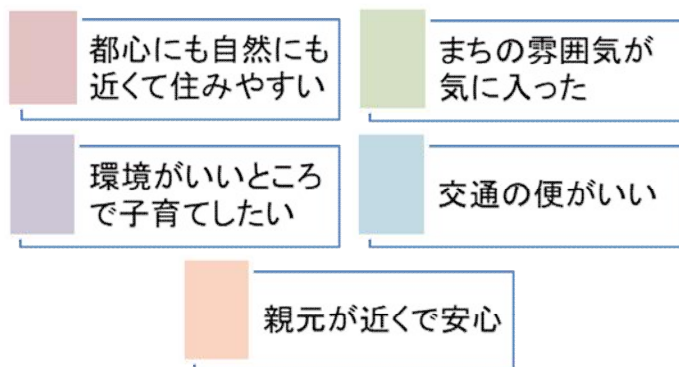 都心にも自然にも
近くて住みやすい
まちの雰囲気が
気に入った
環境がいいところ
で子育てしたい
交通の便がいい
親元が近くで安心